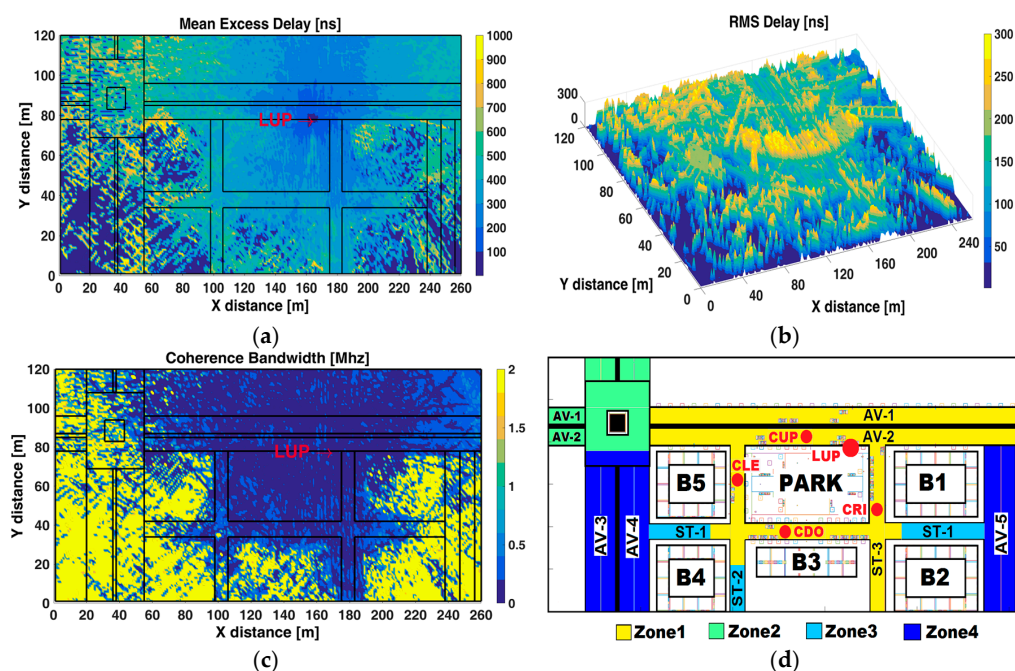 Mean Excess Delay [ns]
120
100
80
60
40
20
0
Y distance [m]
LUP
0 20 40 60 80 100 120 140 160 180 200 220 240 260
X distance [m]
1000
900
800
700
600
500
400
300
200
100
(a)
RMS Delay [ns]
300
0
120
100
80
60
40
20
0
Y distance [m]
0 40 80 120 160 200 240
X distance [m]
300
250
200
150
100
50
(b)
Coherence Bandwidth [Mhz]
120
100
80
60
40
20
0
Y distance [m]
LUP
0 20 40 60 80 100 120 140 160 180 200 220 240 260
X distance [m]
2
1.5
1
0.5
0
(c)
AV-1
AV-2
AV-1
AV-2
CUP
LUP
CLE
PARK
CRI
CDO
B5
B1
AV-3
AV-4
ST-1
ST-1
AV-5
B4
ST-2
B3
ST-3
B2
Zone1 Zone2 Zone3 Zone4
(d)